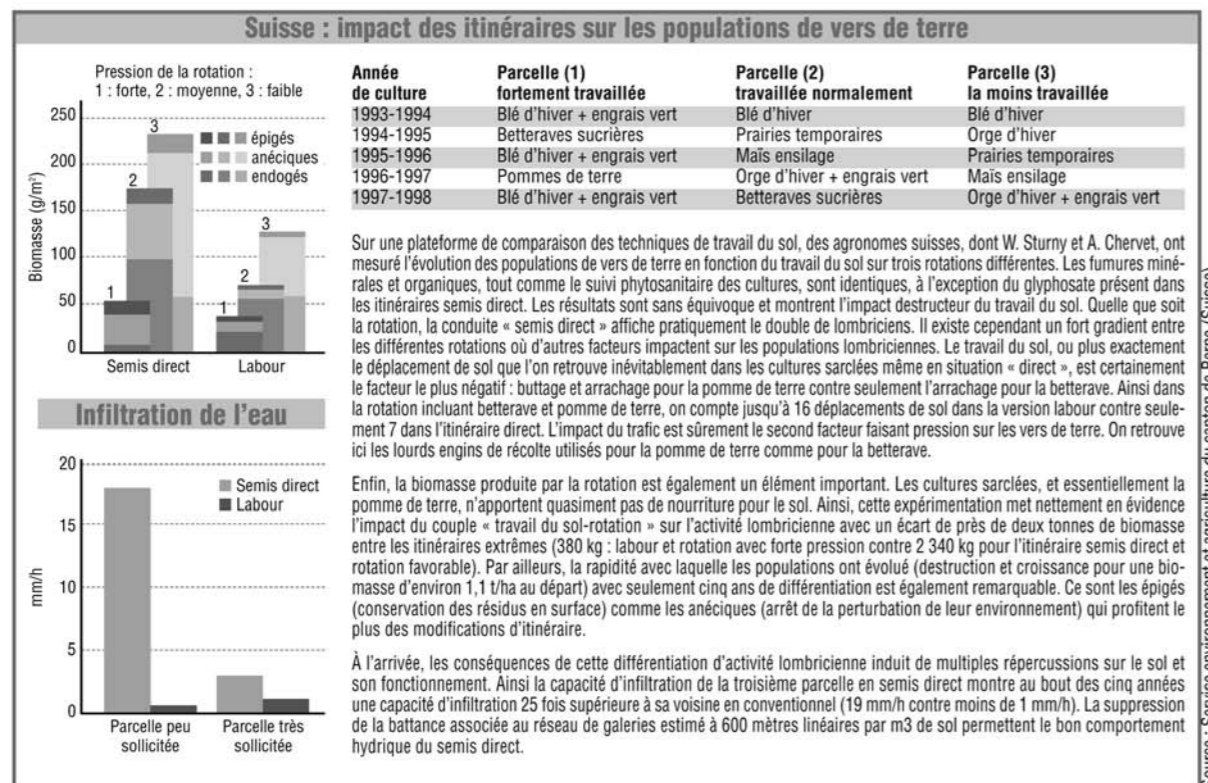 Suisse : impact des itinéraires sur les populations de vers de terre
Pression de la rotation :
1 : forte, 2 : moyenne, 3 : faible
250
200
150
100
50
0
Biomasse (g/m²)
épigés
anéciques
endogés
1
2
3
1
2
3
Semis direct
Labour
Infiltration de l'eau
20
15
10
5
0
mm/h
Semis direct
Labour
Parcelle peu
sollicitée
Parcelle très
sollicitée
Année Parcelle (1) Parcelle (2) Parcelle (3)
de culture fortement travaillée travaillée normalement la moins travaillée
1993-1994 Blé d'hiver + engrais vert Blé d'hiver Blé d'hiver
1994-1995 Betteraves sucrières Prairies temporaires Orge d'hiver
1995-1996 Blé d'hiver + engrais vert Maïs ensilage Prairies temporaires
1996-1997 Pommes de terre Orge d'hiver + engrais vert Maïs ensilage
1997-1998 Blé d'hiver + engrais vert Betteraves sucrières Orge d'hiver + engrais vert
Sur une plateforme de comparaison des techniques de travail du sol, des agronomes suisses, dont W. Sturny et A. Chervet, ont
mesuré l'évolution des populations de vers de terre en fonction du travail du sol sur trois rotations différentes. Les fumures miné-
rales et organiques, tout comme le suivi phytosanitaire des cultures, sont identiques, à l'exception du glyphosate présent dans
les itinéraires semis direct. Les résultats sont sans équivoque et montrent l'impact destructeur du travail du sol. Quelle que soit
la rotation, la conduite « semis direct » affiche pratiquement le double de lombriciens. Il existe cependant un fort gradient entre
les différentes rotations où d'autres facteurs impactent sur les populations lombriciennes. Le travail du sol, ou plus exactement
le déplacement de sol que l'on retrouve inévitablement dans les cultures sarclées même en situation « direct », est certainement
le facteur le plus négatif : buttage et arrachage pour la pomme de terre contre seulement l'arrachage pour la betterave. Ainsi dans
la rotation incluant betterave et pomme de terre, on compte jusqu'à 16 déplacements de sol dans la version labour contre seule-
ment 7 dans l'itinéraire direct. L'impact du trafic est sûrement le second facteur faisant pression sur les vers de terre. On retrouve
ici les lourds engins de récolte utilisés pour la pomme de terre comme pour la betterave.
Enfin, la biomasse produite par la rotation est également un élément important. Les cultures sarclées, et essentiellement la
pomme de terre, n'apportent quasiment pas de nourriture pour le sol. Ainsi, cette expérimentation met nettement en évidence
l'impact du couple « travail du sol-rotation » sur l'activité lombricienne avec un écart de près de deux tonnes de biomasse
entre les itinéraires extrêmes (380 kg : labour et rotation avec forte pression contre 2 340 kg pour l'itinéraire semis direct et
rotation favorable). Par ailleurs, la rapidité avec laquelle les populations ont évolué (destruction et croissance pour une bio-
masse d'environ 1,1 t/ha au départ) avec seulement cinq ans de différentiation est également remarquable. Ce sont les épigés
(conservation des résidus en surface) comme les anéciques (arrêt de la perturbation de leur environnement) qui profitent le
plus des modifications d'itinéraire.
À l'arrivée, les conséquences de cette différentiation d'activité lombricienne induit de multiples répercussions sur le sol et
son fonctionnement. Ainsi la capacité d'infiltration de la troisième parcelle en semis direct montre au bout des cinq années
une capacité d'infiltration 25 fois supérieure à sa voisine en conventionnel (19 mm/h contre moins de 1 mm/h). La suppression
de la battance associée au réseau de galeries estimé à 600 mètres linéaires par m3 de sol permettent le bon comportement
hydrique du semis direct.
Source : Service environnement et agriculture du canton de Berne (Suisse)